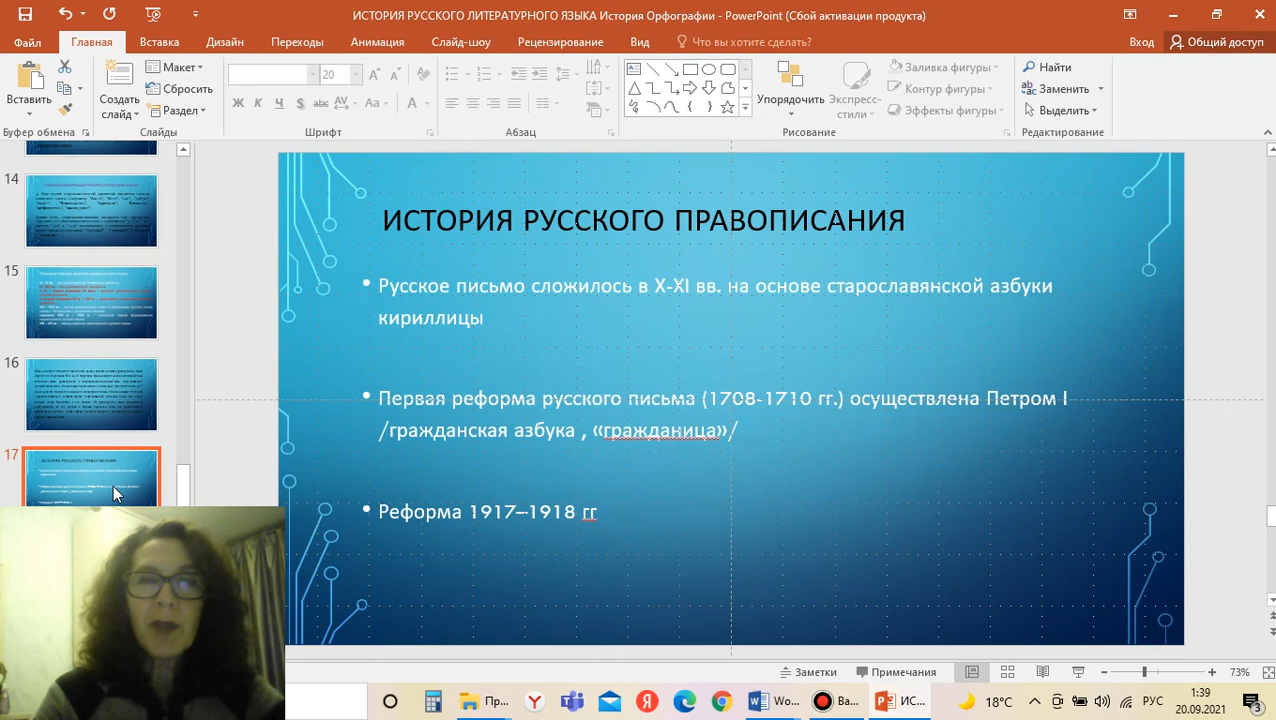 ИСТОРИЯ РУССКОГО ЛИТЕРАТУРНОГО ЯЗЫКА История Орфографии - PowerPoint (Сбой активации продукта)
Файл Главная Вставка Дизайн Переходы Анимация Слайд-шоу Рецензирование Вид Что вы хотите сделать? Вход Общий доступ
Вставить
Создать слайд
Макет
Сбросить
Раздел
20
Ж К Ч S abc AV Aa А
Упорядочить
Экспресс-стили
Заливка фигуры
Контур фигуры
Эффекты фигуры
Найти
Заменить
Выделить
Буфер обмена Слайды Шрифт Абзац Рисование Редактирование
14
15
16
17
ИСТОРИЯ РУССКОГО ПРАВОПИСАНИЯ
• Русское письмо сложилось в X-XI вв. на основе старославянской азбуки
кириллицы
• Первая реформа русского письма (1708-1710 гг.) осуществлена Петром I
/гражданская азбука , «гражданица»/
• Реформа 1917–1918 гг
Заметки Примечания 73%
Пр... Wo... Ba... ИС... 18°C РУС
1:39
20.09.2021
3